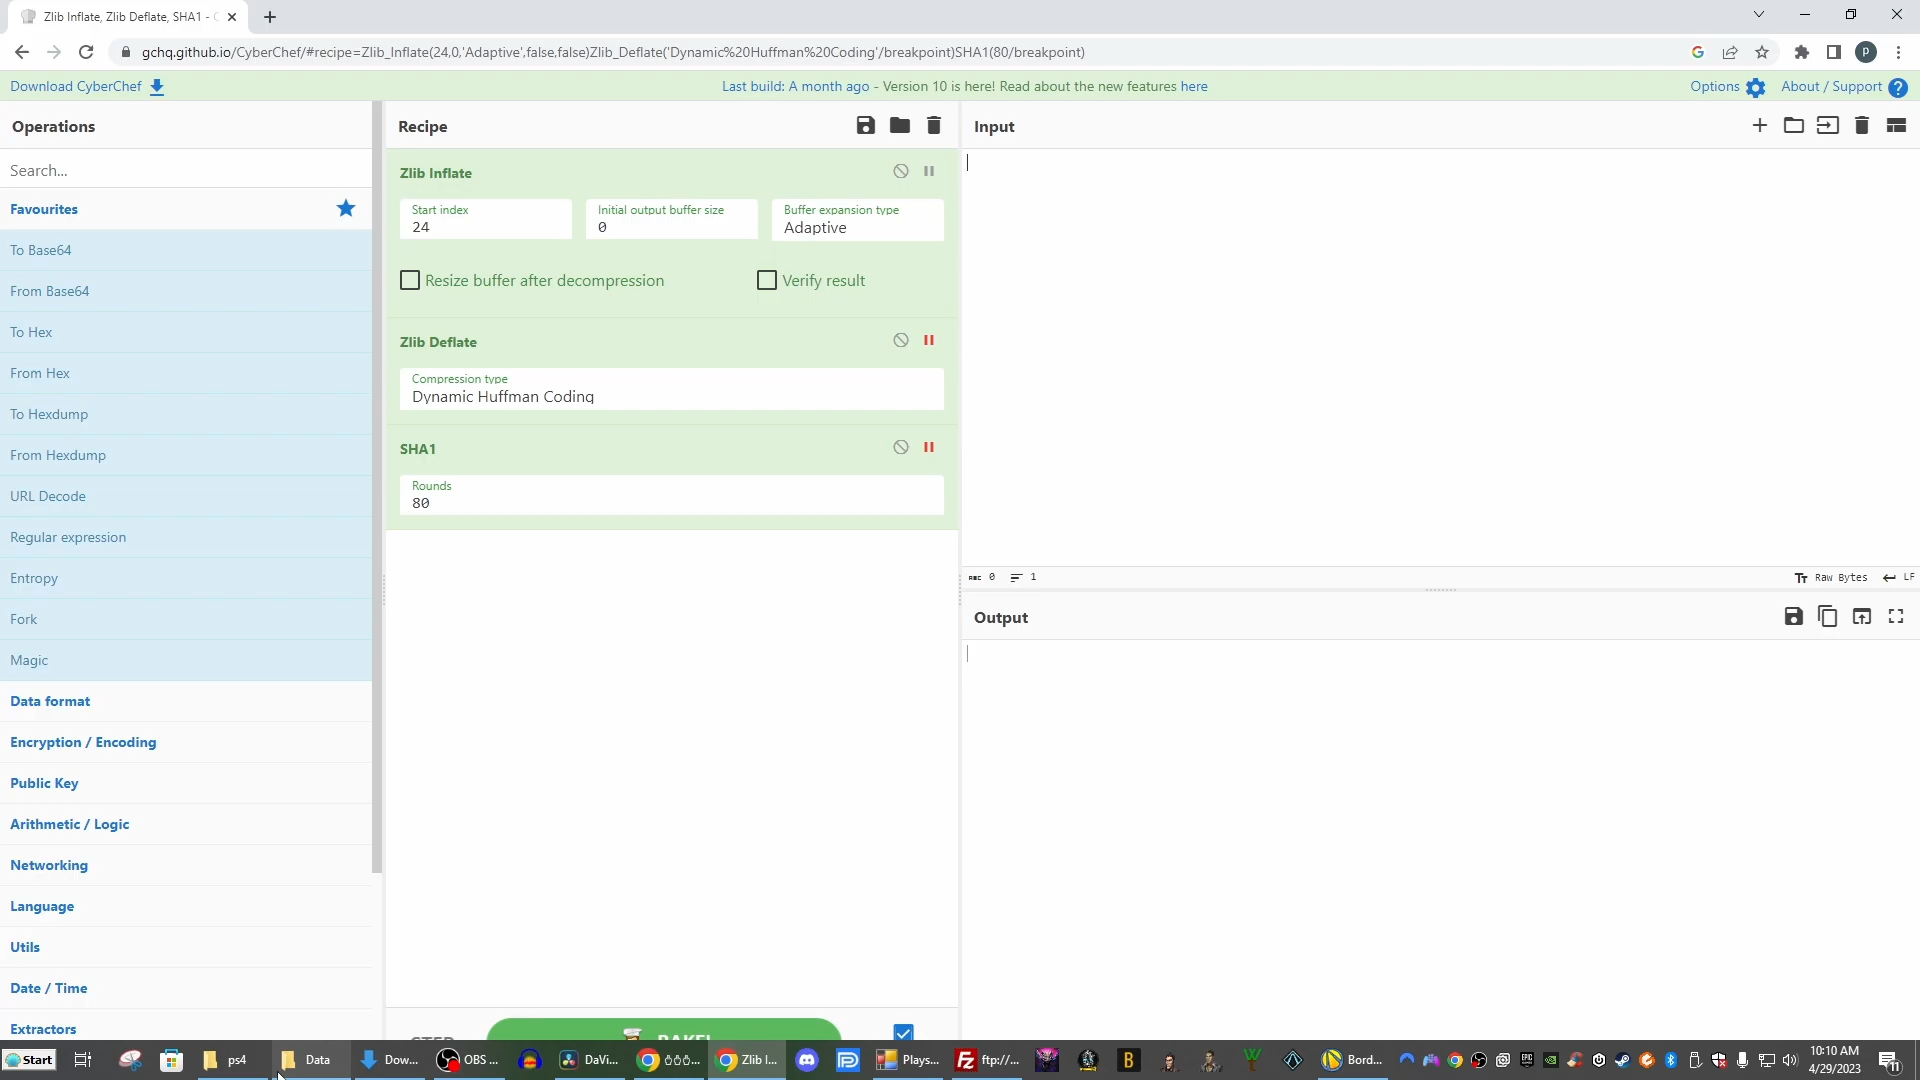 Zlib Inflate, Zlib Deflate, SHA1 -
gchq.github.io/CyberChef/#recipe=Zlib_Inflate(24,0,'Adaptive',false,false)Zlib_Deflate('Dynamic%20Huffman%20Coding'/breakpoint)SHA1(80/breakpoint)
P
Download CyberChef
Last build: A month ago - Version 10 is here! Read about the new features here
Options
About / Support
Operations
Recipe
Input
Search...
Zlib Inflate
Favourites
Start index
24
Initial output buffer size
0
Buffer expansion type
Adaptive
To Base64
Resize buffer after decompression
Verify result
From Base64
To Hex
Zlib Deflate
From Hex
Compression type
Dynamic Huffman Coding
To Hexdump
SHA1
From Hexdump
Rounds
80
URL Decode
Regular expression
Entropy
0
1
Raw Bytes
LF
Fork
Output
Magic
Data format
Encryption / Encoding
Public Key
Arithmetic / Logic
Networking
Language
Utils
Date / Time
Extractors
STEP
BAKE!
Start
ps4
Data
Dow...
OBS ...
DaVi...
Zlib I...
Plays...
ftp://...
Bord...
10:10 AM
4/29/2023
11